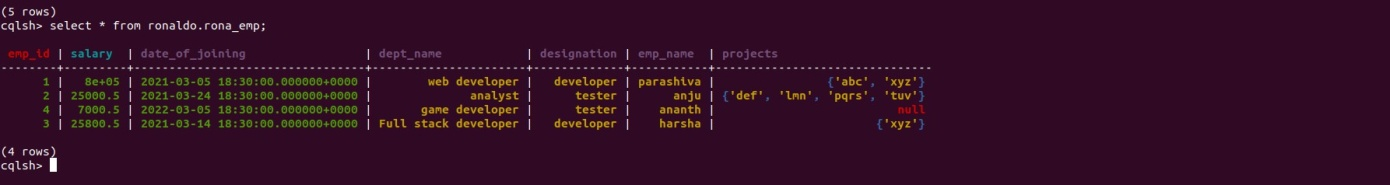 (5 rows)
cqlsh> select * from ronaldo.rona_emp;
emp_id | salary | date_of_joining | dept_name | designation | emp_name | projects
--------+---------+---------------------------------+----------------------+-------------+-----------+------------------------------
1 | 8e+05 | 2021-03-05 18:30:00.000000+0000 | web developer | developer | parashiva | {'abc', 'xyz'}
2 | 25000.5 | 2021-03-24 18:30:00.000000+0000 | analyst | tester | anju | {'def', 'lmn', 'pqrs', 'tuv'}
4 | 7000.5 | 2022-03-05 18:30:00.000000+0000 | game developer | tester | ananth | null
3 | 25800.5 | 2021-03-14 18:30:00.000000+0000 | Full stack developer | developer | harsha | {'xyz'}
(4 rows)
cqlsh>